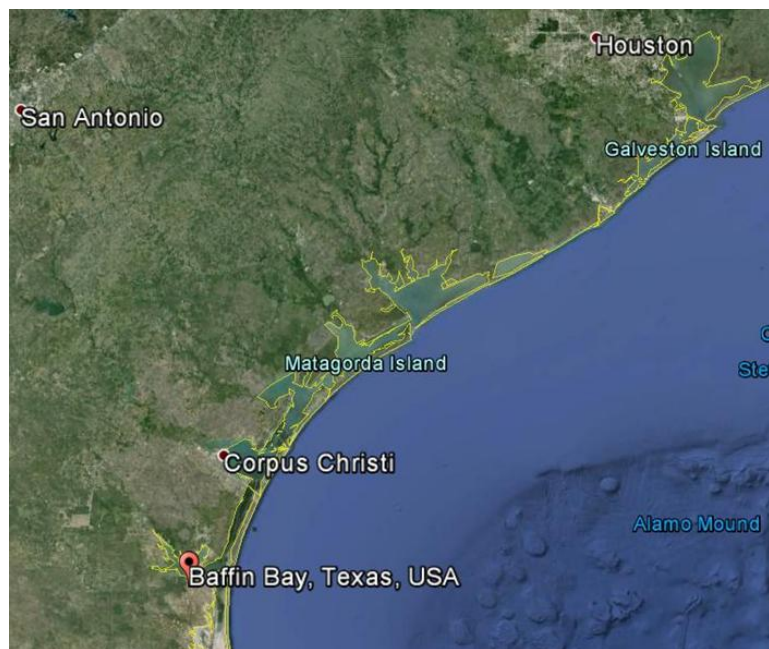 Houston
San Antonio
Galveston Island
Matagorda Island
Corpus Christi
Alamo Mound
Baffin Bay, Texas, USA